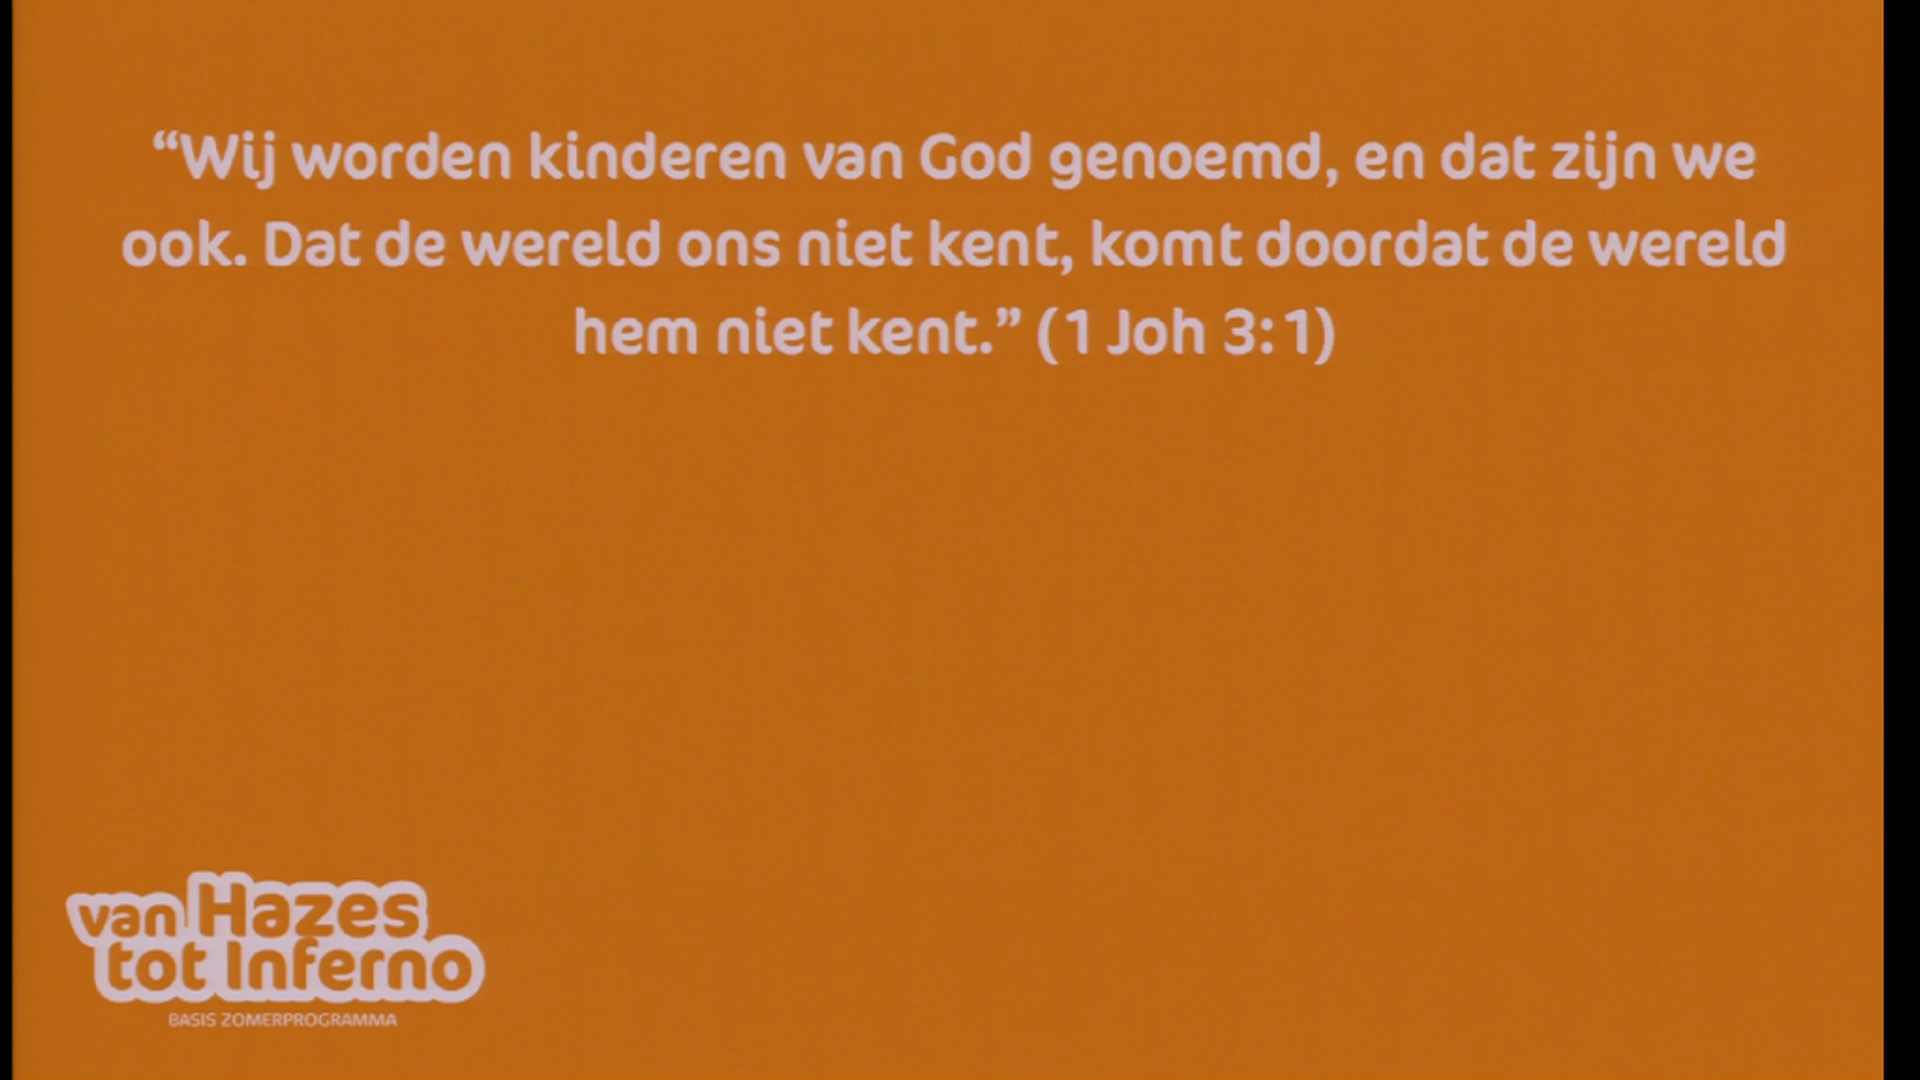 “Wij worden kinderen van God genoemd, en dat zijn we
ook. Dat de wereld ons niet kent, komt doordat de wereld
hem niet kent.” (1 Joh 3:1)
van Hazes
tot Inferno
BASIS ZOMERPROGRAMMA